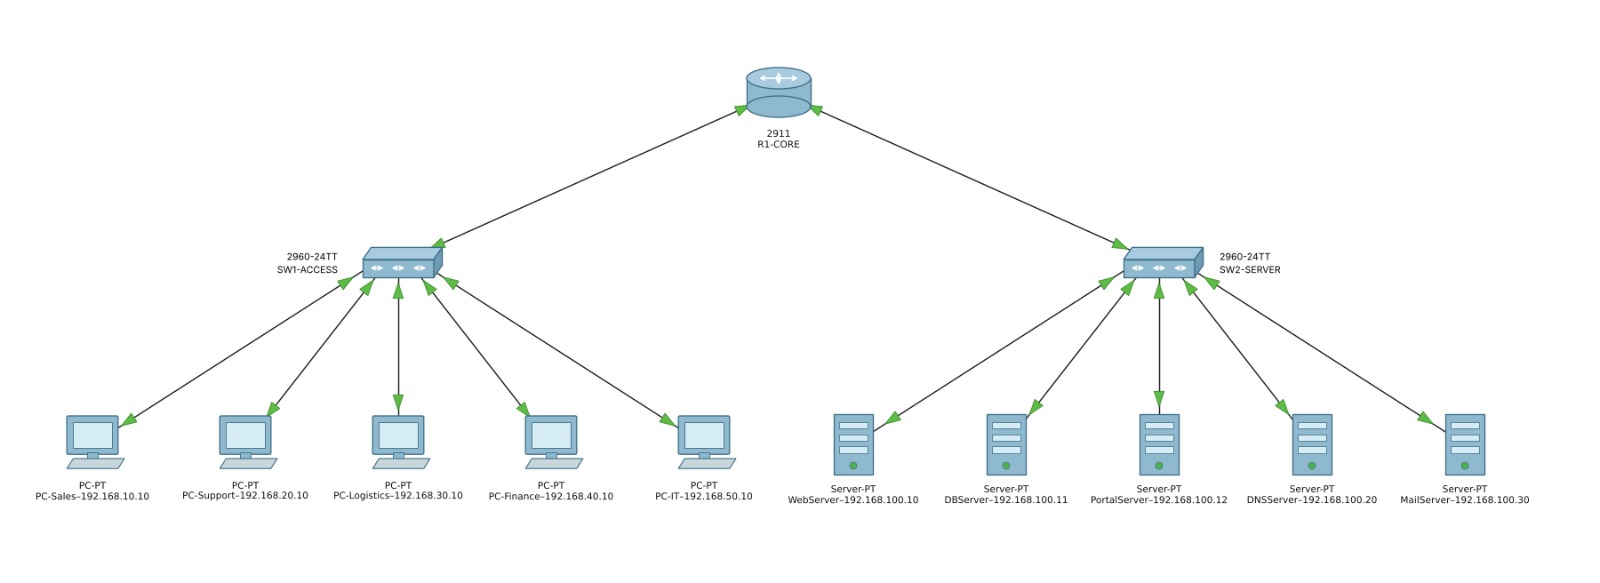 2911
R1-CORE
2960-24TT
SW1-ACCESS
2960-24TT
SW2-SERVER
PC-PT
PC-Sales–192.168.10.10
PC-PT
PC-Support–192.168.20.10
PC-PT
PC-Logistics–192.168.30.10
PC-PT
PC-Finance–192.168.40.10
PC-PT
PC-IT–192.168.50.10
Server-PT
WebServer–192.168.100.10
Server-PT
DBServer–192.168.100.11
Server-PT
PortalServer–192.168.100.12
Server-PT
DNSServer–192.168.100.20
Server-PT
MailServer–192.168.100.30